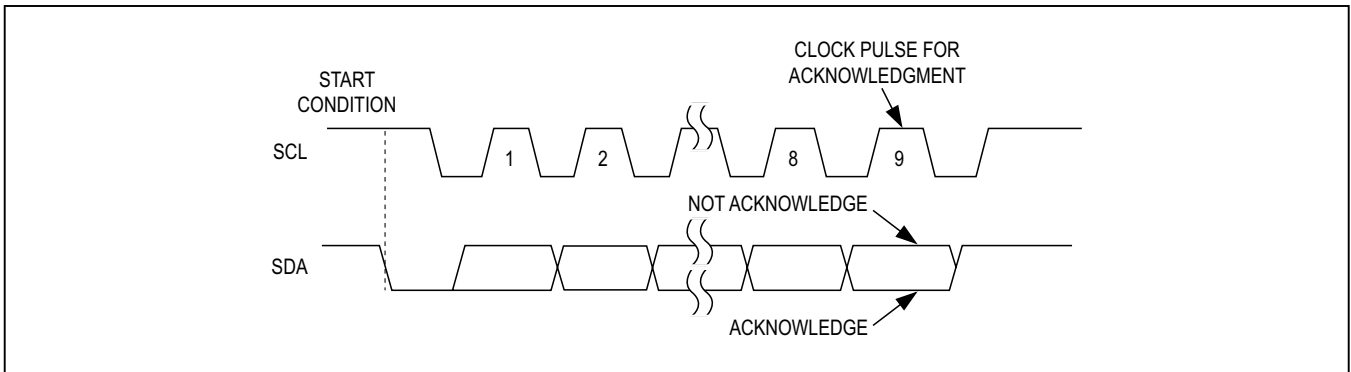 CLOCK PULSE FOR
ACKNOWLEDGMENT
START
CONDITION
SCL
1
2
8
9
NOT ACKNOWLEDGE
SDA
ACKNOWLEDGE